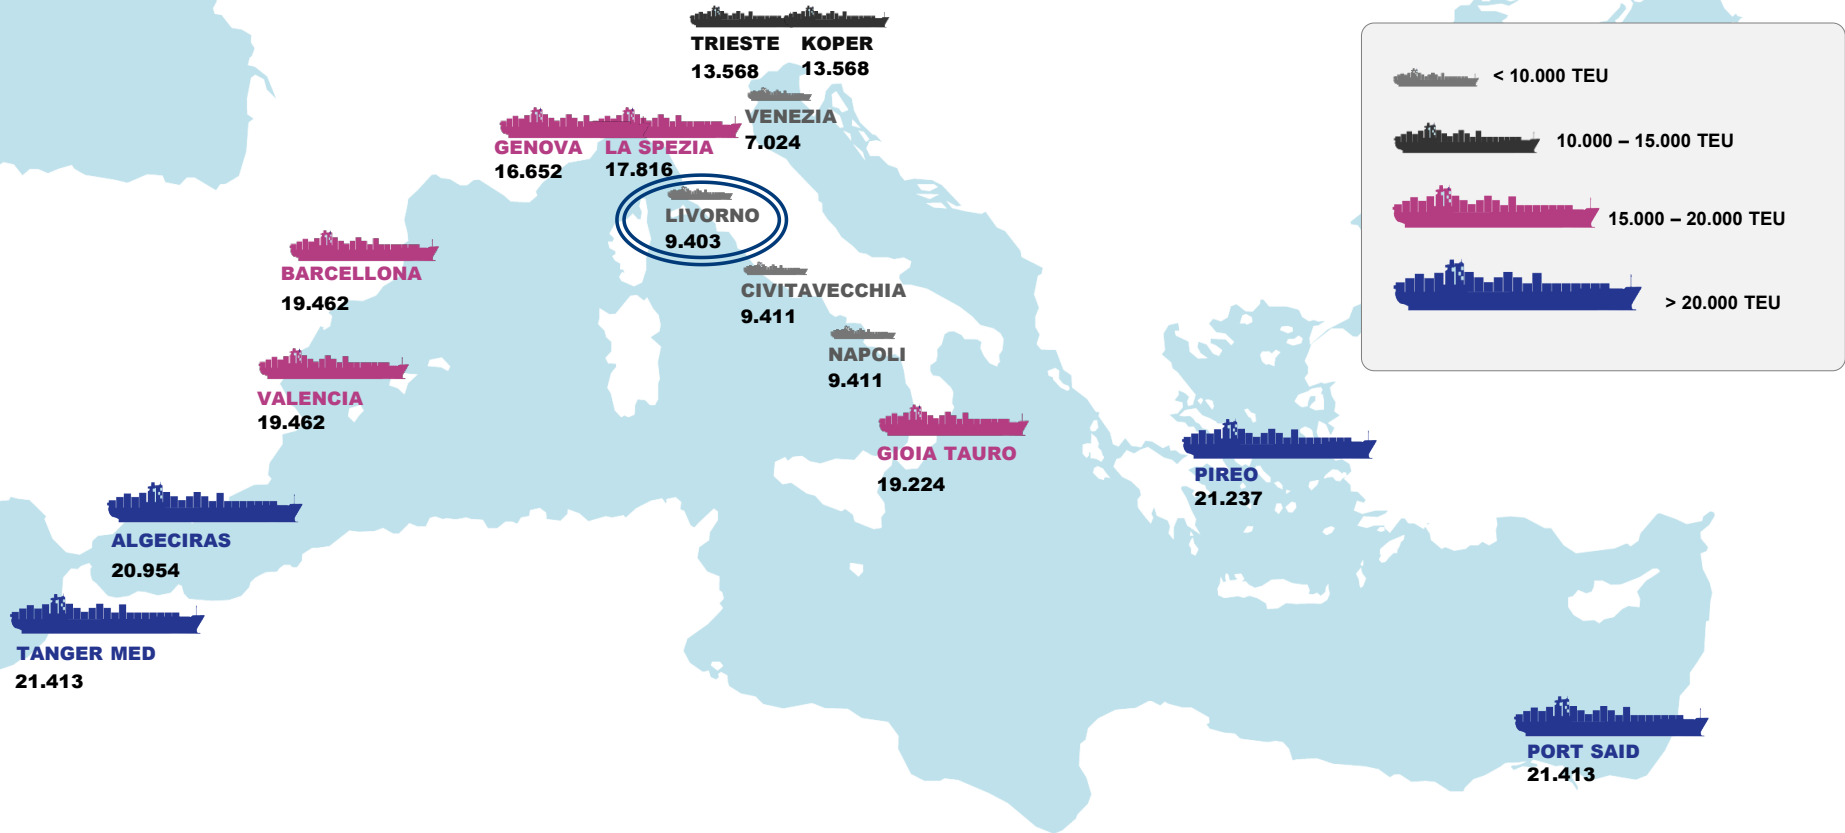 TRIESTE KOPER
13.568 13.568
VENEZIA
7.024
GENOVA LA SPEZIA
16.652 17.816
LIVORNO
9.403
BARCELLONA
19.462
CIVITAVECCHIA
9.411
NAPOLI
9.411
VALENCIA
19.462
GIOIA TAURO
19.224
PIREO
21.237
ALGECIRAS
20.954
TANGER MED
21.413
PORT SAID
21.413
< 10.000 TEU
10.000 – 15.000 TEU
15.000 – 20.000 TEU
> 20.000 TEU